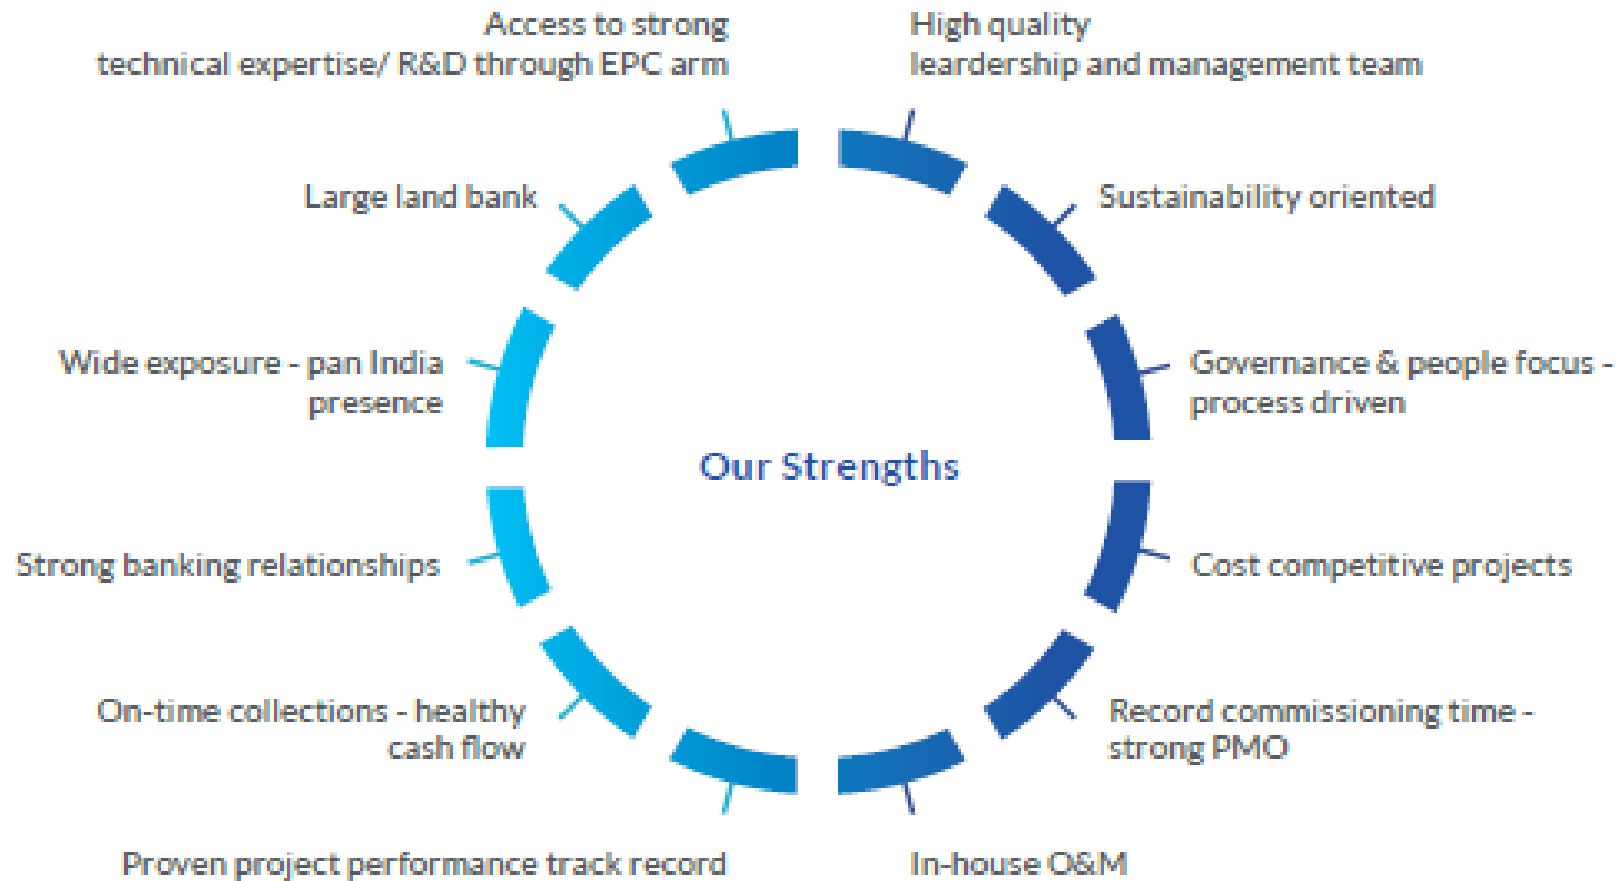 Access to strong
technical expertise/ R&D through EPC arm
High quality
leardership and management team
Large land bank
Sustainability oriented
Wide exposure - pan India
presence
Governance & people focus -
process driven
Our Strengths
Strong banking relationships
Cost competitive projects
On-time collections - healthy
cash flow
Record commissioning time -
strong PMO
Proven project performance track record
In-house O&M